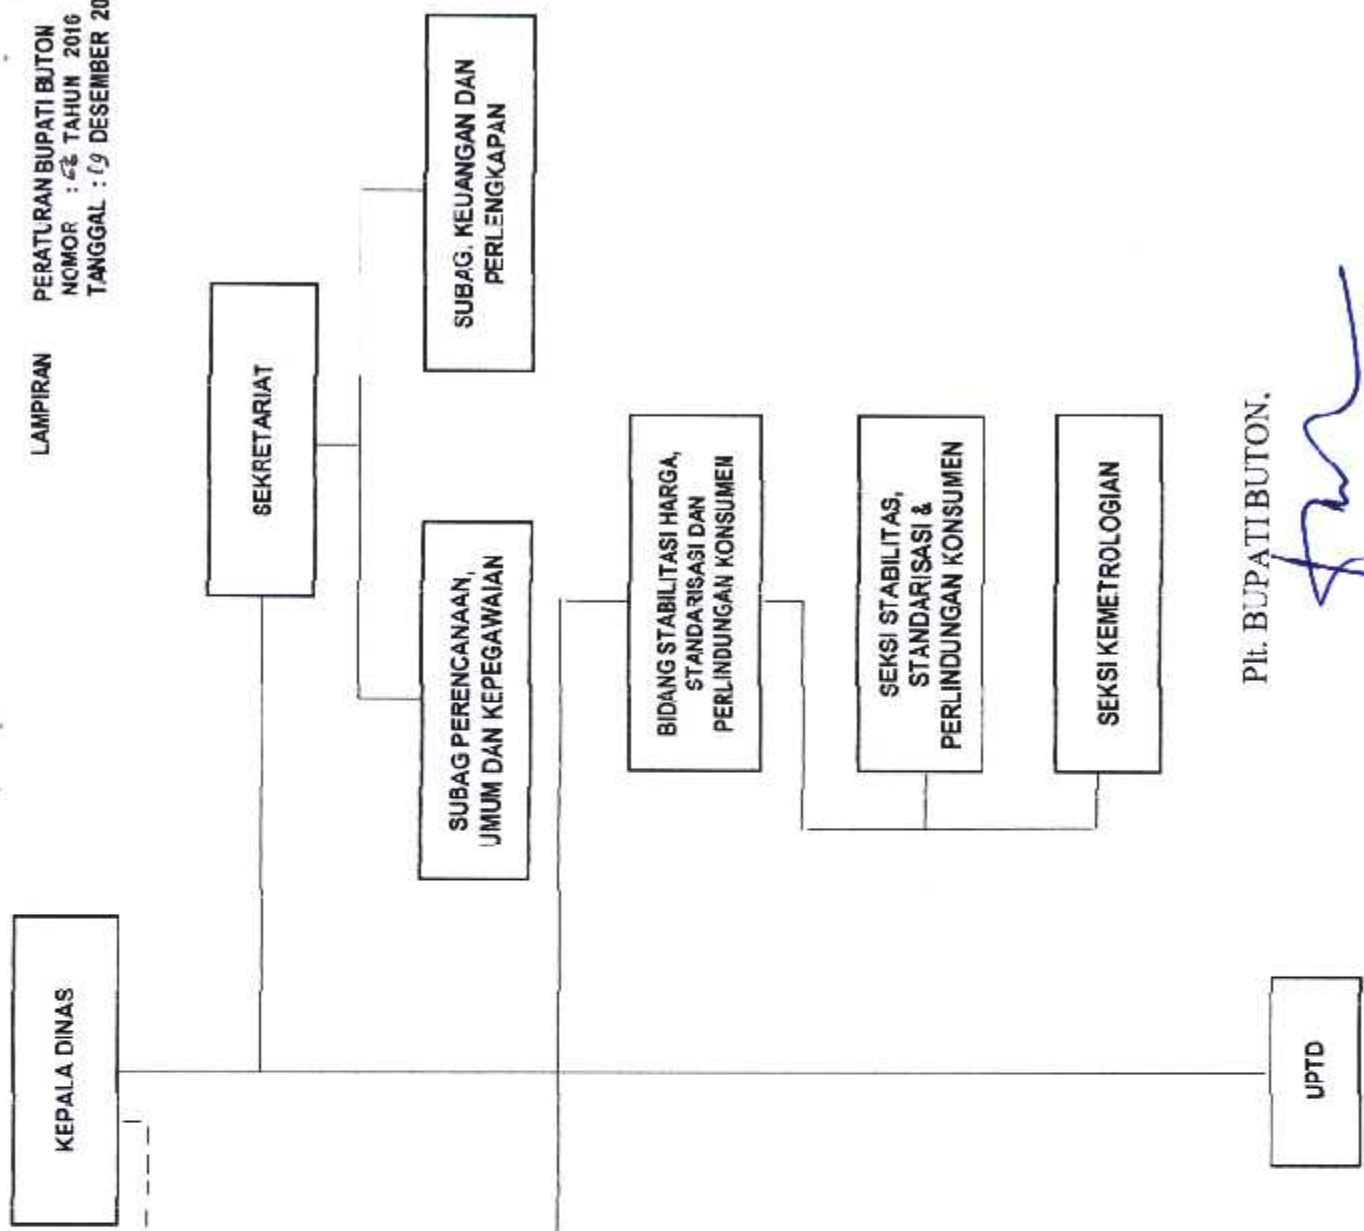 LAMPIRAN PERATURAN BUPATI BUTON
NOMOR : TAHUN 2016
TANGGAL : DESEMBER
KEPALA DINAS
SEKRETARIAT
SUBAG PERENCANAAN,
UMUM DAN KEPEGAWAIAN
SUBAG. KEUANGAN DAN
PERLENGKAPAN
BIDANG STABILITASI HARGA,
STANDARISASI DAN
PERLINDUNGAN KONSUMEN
SEKSI STABILITAS,
STANDARISASI &
PERLINDUNGAN KONSUMEN
SEKSI KEMETROLOGIAN
UPTD
Plt. BUPATI BUTON,